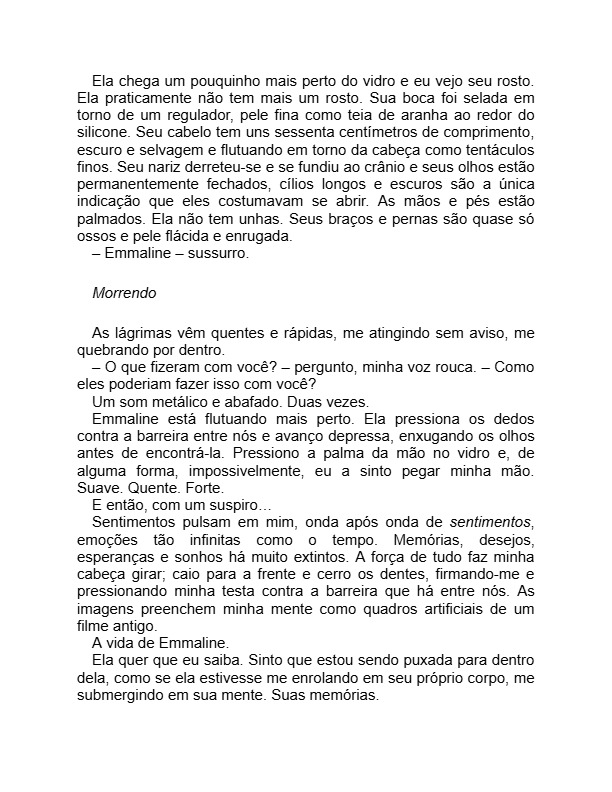 Ela chega um pouquinho mais perto do vidro e eu vejo seu rosto.
Ela praticamente não tem mais um rosto. Sua boca foi selada em
torno de um regulador, pele fina como teia de aranha ao redor do
silicone. Seu cabelo tem uns sessenta centímetros de comprimento,
escuro e selvagem e flutuando em torno da cabeça como tentáculos
finos. Seu nariz derreteu-se e se fundiu ao crânio e seus olhos estão
permanentemente fechados, cílios longos e escuros são a única
indicação que eles costumavam se abrir. As mãos e pés estão
palmados. Ela não tem unhas. Seus braços e pernas são quase só
ossos e pele flácida e enrugada.
– Emmaline – sussurro.
Morrendo
As lágrimas vêm quentes e rápidas, me atingindo sem aviso, me
quebrando por dentro.
– O que fizeram com você? – pergunto, minha voz rouca. – Como
eles poderiam fazer isso com você?
Um som metálico e abafado. Duas vezes.
Emmaline está flutuando mais perto. Ela pressiona os dedos
contra a barreira entre nós e avanço depressa, enxugando os olhos
antes de encontrá-la. Pressiono a palma da mão no vidro e, de
alguma forma, impossivelmente, eu a sinto pegar minha mão.
Suave. Quente. Forte.
E então, com um suspiro…
Sentimentos pulsam em mim, onda após onda de sentimentos,
emoções tão infinitas como o tempo. Memórias, desejos,
esperanças e sonhos há muito extintos. A força de tudo faz minha
cabeça girar; caio para a frente e cerro os dentes, firmando-me e
pressionando minha testa contra a barreira que há entre nós. As
imagens preenchem minha mente como quadros artificiais de um
filme antigo.
A vida de Emmaline.
Ela quer que eu saiba. Sinto que estou sendo puxada para dentro
dela, como se ela estivesse me enrolando em seu próprio corpo, me
submergindo em sua mente. Suas memórias.